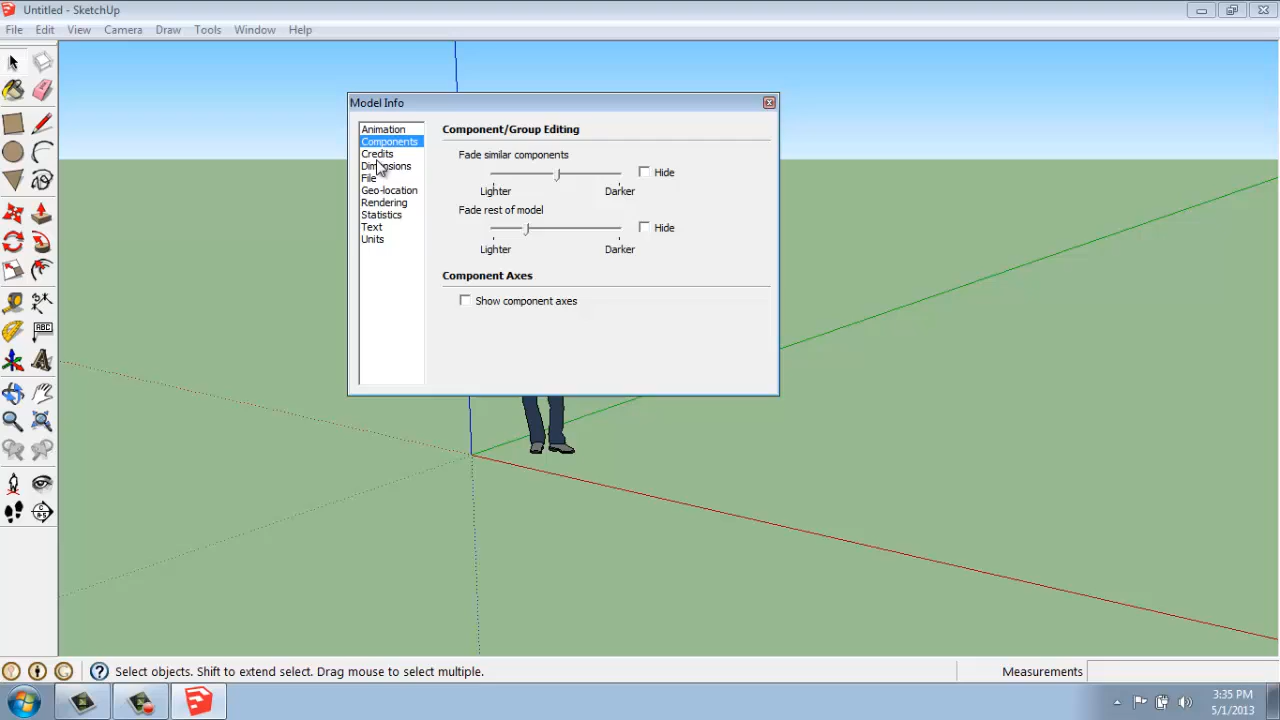 Untitled - SketchUp
File Edit View Camera Draw Tools Window Help
Model Info
Animation
Components
Credits
Dimensions
File
Geo-location
Rendering
Statistics
Text
Units
Component/Group Editing
Fade similar components
Hide
Lighter Darker
Fade rest of model
Hide
Lighter Darker
Component Axes
Show component axes
ABC
Select objects. Shift to extend select. Drag mouse to select multiple.
Measurements
3:35 PM
5/1/2013